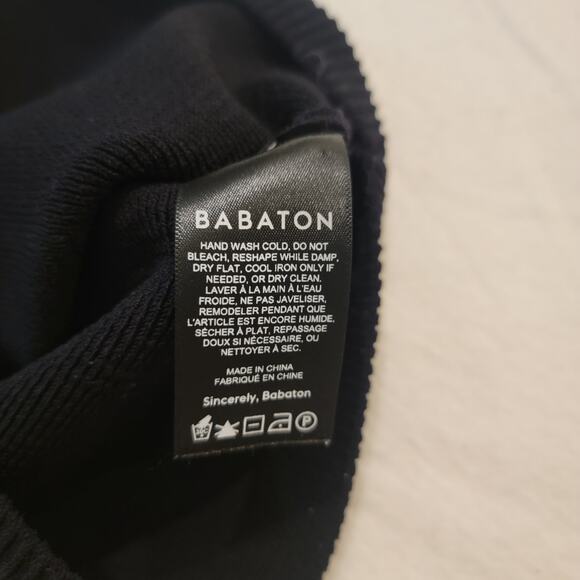 BABATON
HAND WASH COLD, DO NOT
BLEACH, RESHAPE WHILE DAMP,
DRY FLAT, COOL IRON ONLY IF
NEEDED, OR DRY CLEAN.
LAVER À LA MAIN À L'EAU
FROIDE, NE PAS JAVELISER,
REMODELER PENDANT QUE
L'ARTICLE EST ENCORE HUMIDE,
SÉCHER À PLAT, REPASSAGE
DOUX SI NÉCESSAIRE, OU
NETTOYER À SEC.
MADE IN CHINA
FABRIQUÉ EN CHINE
Sincerely, Babaton
P